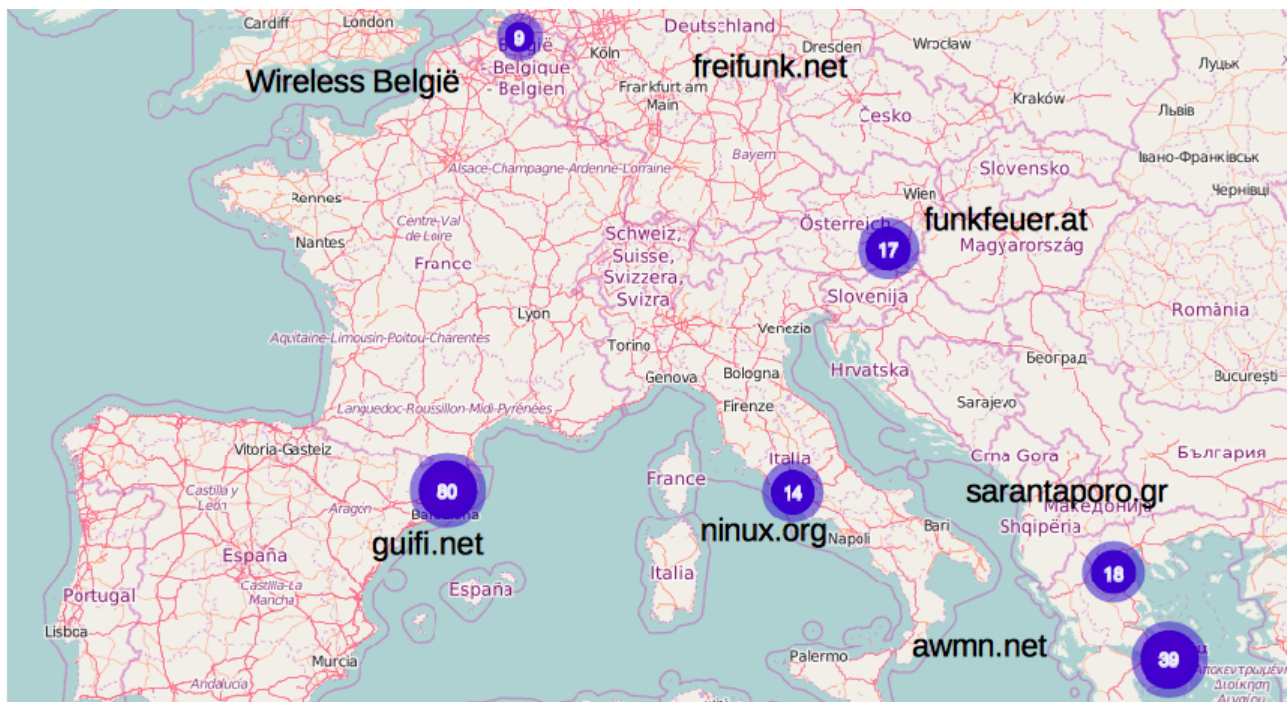 Cardiff
London
Deutschland
9
België
- Belgique
- Belgien
Köln
Dresden
Wrocław
Луцьк
Wireless België
freifunk.net
Frankfurt am
Main
Kraków
Львів
Česko
Alsace-Champagne-Ardenne-Lorraine
Bayern
Slovensko
Івано-Франківськ
Чернівці
Rennes
Wien
Centre-Val
de Loire
Nantes
France
Schweiz,
Suisse,
Svizzera,
Svizra
Österreich
funkfeuer.at
17
Magyarország
Slovenija
România
Lyon
Aquitaine-Limousin-Poitou-Charentes
Torino
Venezia
Genova
Bologna
Hrvatska
Београд
București
Firenze
Sarajevo
Languedoc-Roussillon-Midi-Pyrénées
Vitoria-Gasteiz
Italia
Crna Gora
България
France
80
14
sarantaporo.gr
Castilla y
León
Aragon
guifi.net
ninux.org
Македонија
Shqipëria
Bari
Napoli
España
Castilla-La
Mancha
Italia
España
18
Portugal
Lisboa
awmn.net
Palermo
39
Murcia
Andalucía
Αποκεντρωμένη
Διοίκηση
Αιγαίου